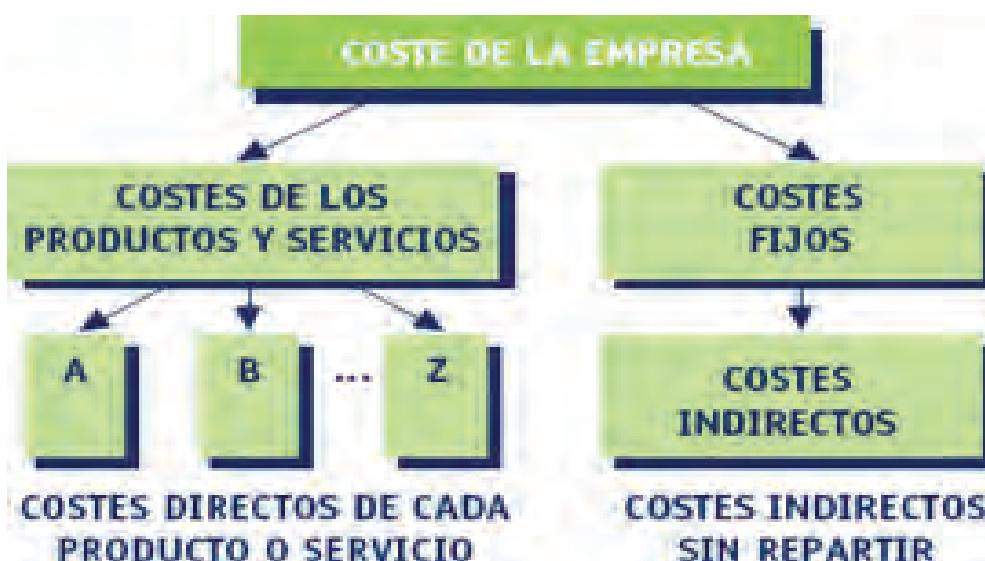 COSTE DE LA EMPRESA
COSTES DE LOS
PRODUCTOS Y SERVICIOS
COSTES
FIJOS
A
B
...
Z
COSTES
INDIRECTOS
COSTES DIRECTOS DE CADA
PRODUCTO O SERVICIO
COSTES INDIRECTOS
SIN REPARTIR